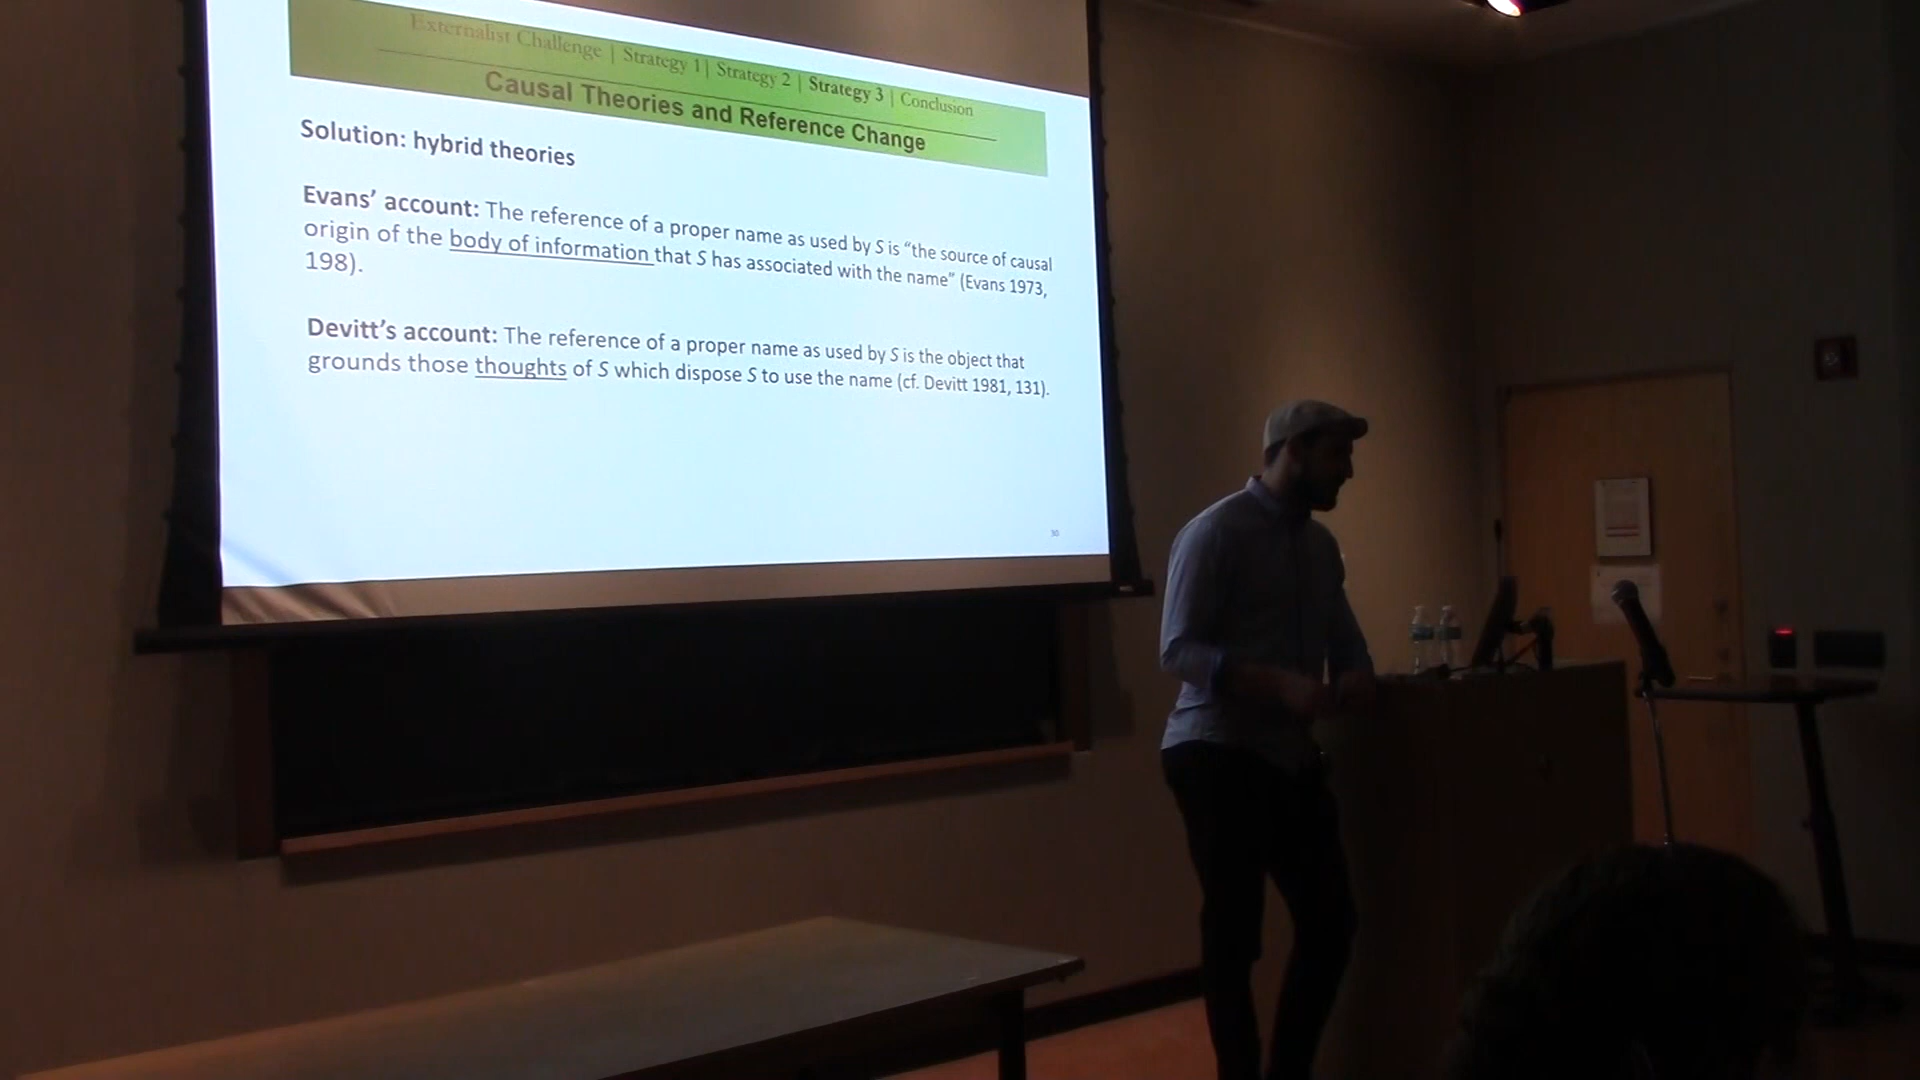 Externalist Challenge | Strategy 1| Strategy 2 | Strategy 3 | Conclusion
Causal Theories and Reference Change
Solution: hybrid theories
Evans’ account: The reference of a proper name as used by S is “the source of causal
origin of the body of information that S has associated with the name” (Evans 1973,
198).
Devitt’s account: The reference of a proper name as used by S is the object that
grounds those thoughts of S which dispose S to use the name (cf. Devitt 1981, 131).
30